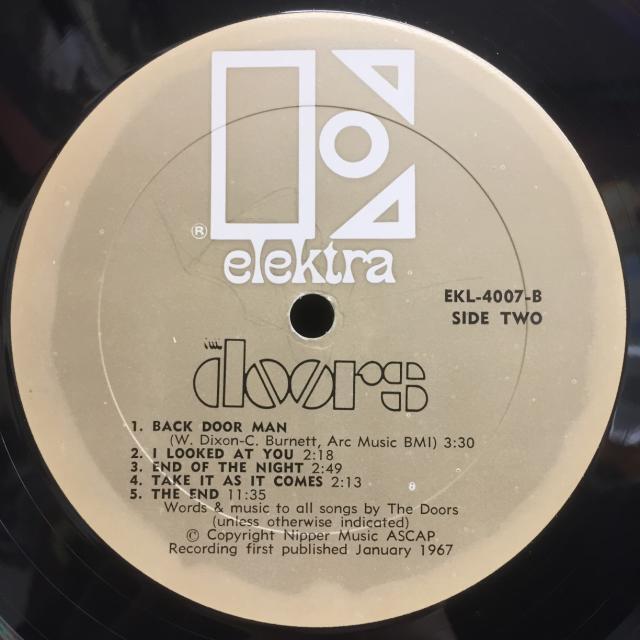 ®
elektra
EKL-4007-B
SIDE TWO
THE
doors
1. BACK DOOR MAN
(W. Dixon-C. Burnett, Arc Music BMI) 3:30
2. I LOOKED AT YOU 2:18
3. END OF THE NIGHT 2:49
4. TAKE IT AS IT COMES 2:13
5. THE END 11:35
Words & music to all songs by The Doors
(unless otherwise indicated)
© Copyright Nipper Music ASCAP
Recording first published January 1967